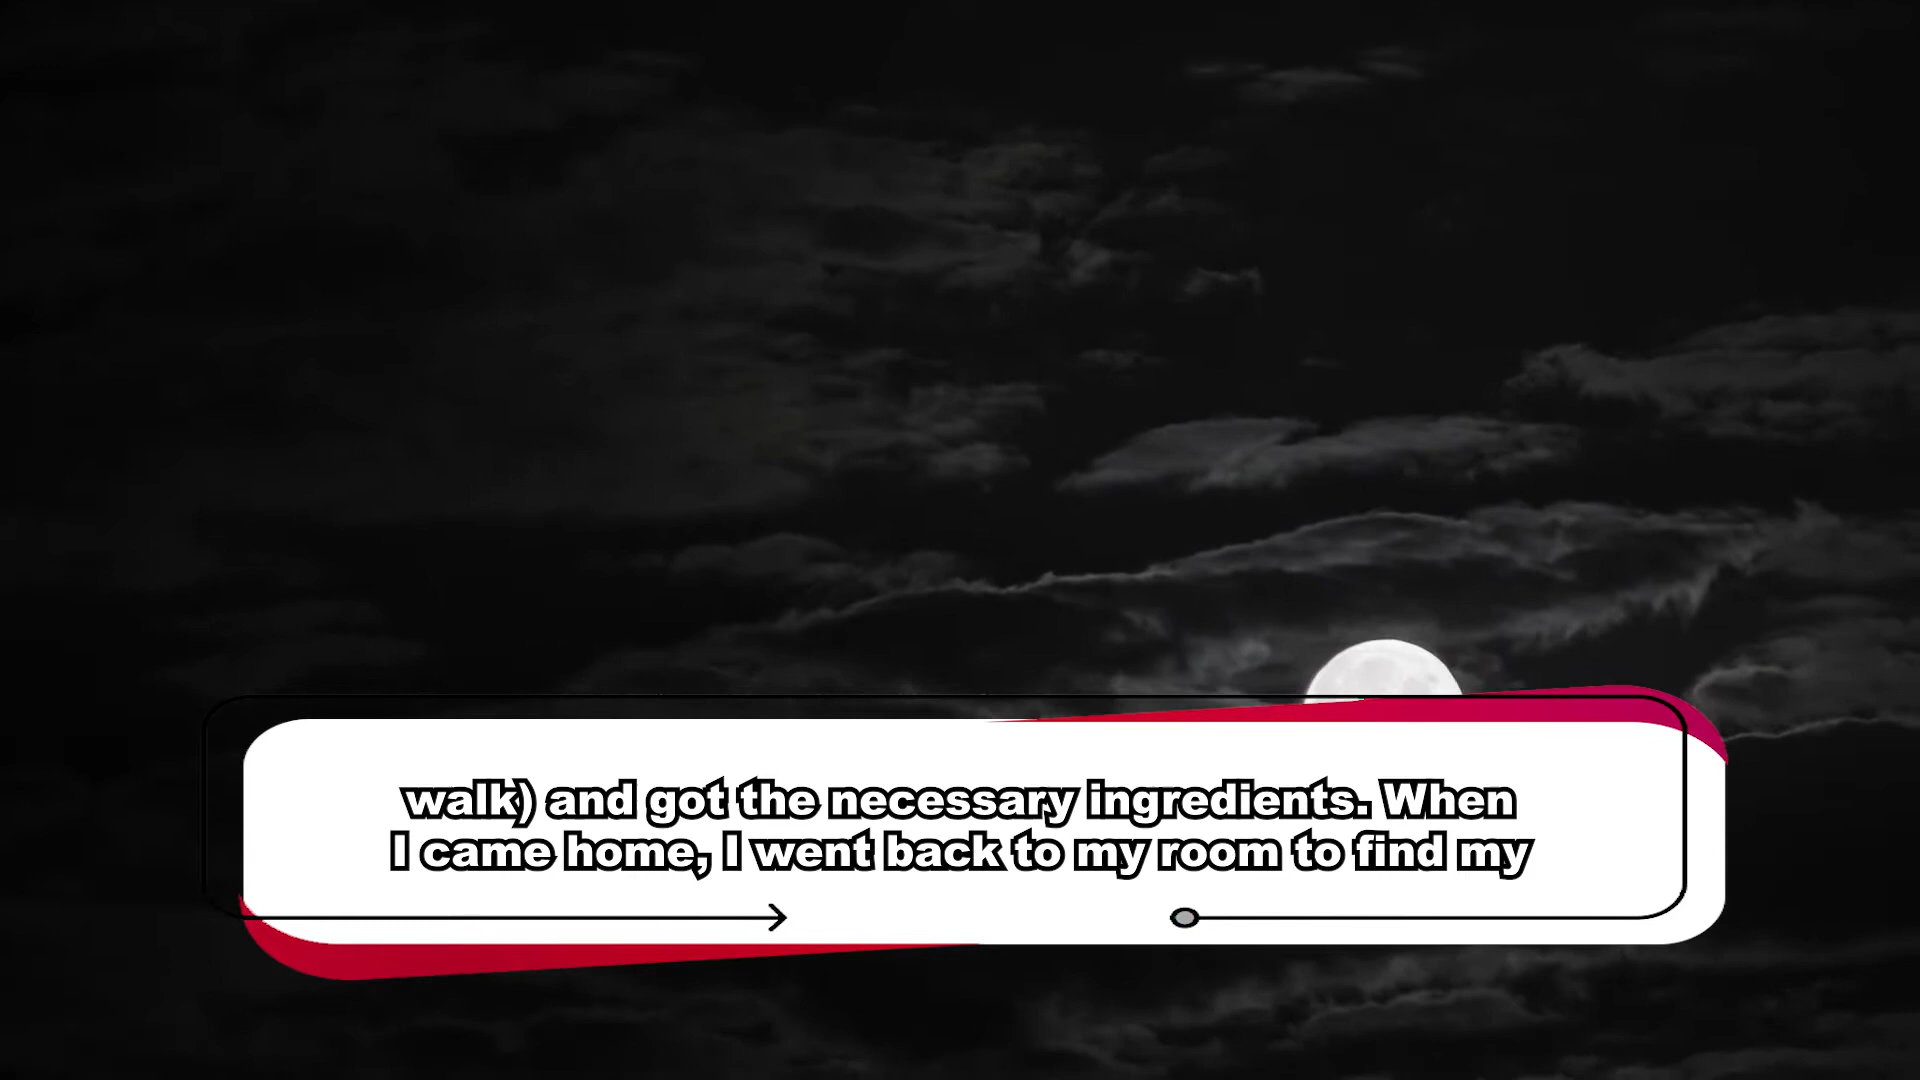 walk) and got the necessary ingredients. When
I came home, I went back to my room to find my